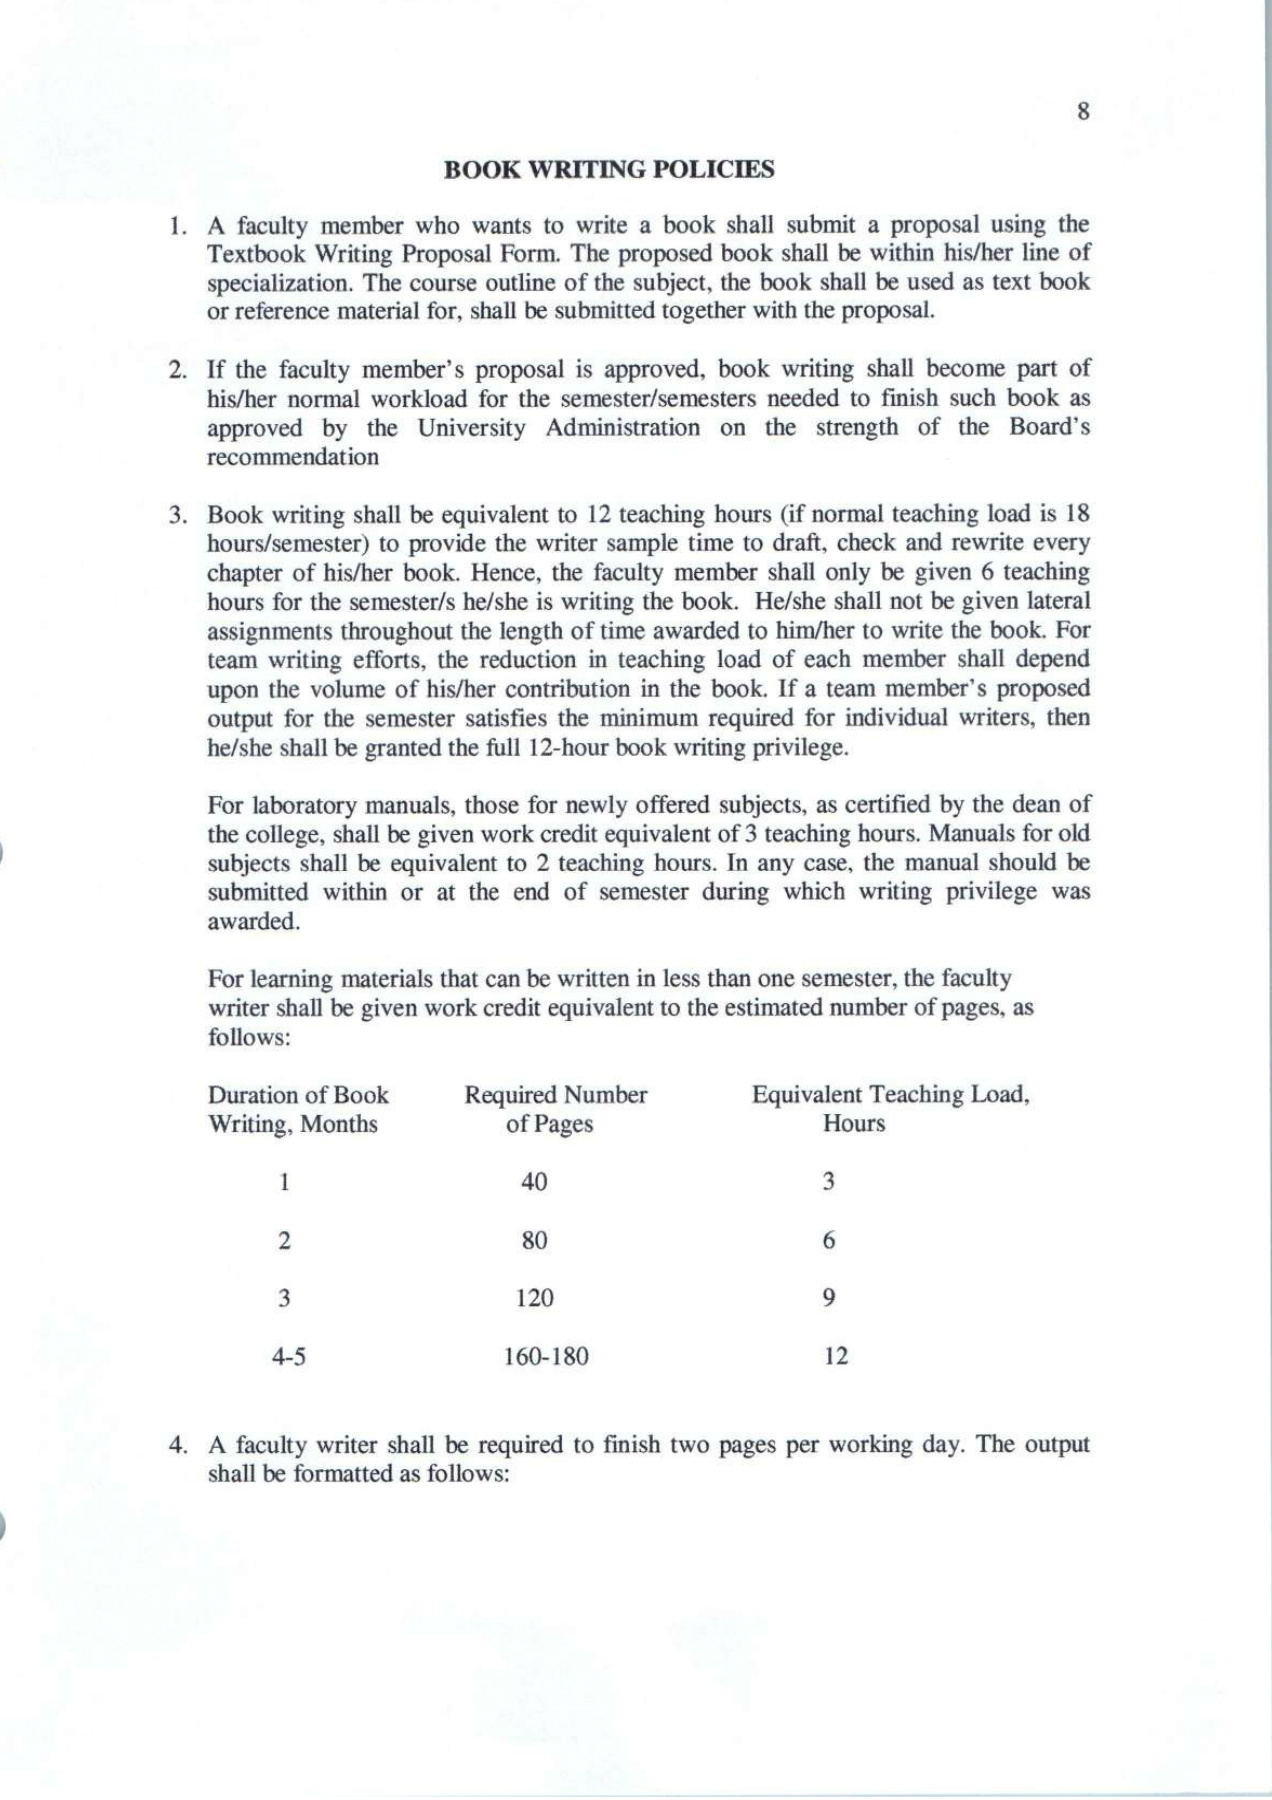 8
BOOK WRITING POLICIES
1. A faculty member who wants to write a book shall submit a proposal using the
Textbook Writing Proposal Form. The proposed book shall be within his/her line of
specialization. The course outline of the subject, the book shall be used as text book
or reference material for, shall be submitted together with the proposal.
2. If the faculty member's proposal is approved, book writing shall become part of
his/her normal workload for the semester/semesters needed to finish such book as
approved by the University Administration on the strength of the Board's
recommendation
3. Book writing shall be equivalent to 12 teaching hours (if normal teaching load is 18
hours/semester) to provide the writer sample time to draft, check and rewrite every
chapter of his/her book. Hence, the faculty member shall only be given 6 teaching
hours for the semester/s he/she is writing the book. He/she shall not be given lateral
assignments throughout the length of time awarded to him/her to write the book. For
team writing efforts, the reduction in teaching load of each member shall depend
upon the volume of his/her contribution in the book. If a team member's proposed
output for the semester satisfies the minimum required for individual writers, then
he/she shall be granted the full 12-hour book writing privilege.
For laboratory manuals, those for newly offered subjects, as certified by the dean of
the college, shall be given work credit equivalent of 3 teaching hours. Manuals for old
subjects shall be equivalent to 2 teaching hours. In any case, the manual should be
submitted within or at the end of semester during which writing privilege was
awarded.
For learning materials that can be written in less than one semester, the faculty
writer shall be given work credit equivalent to the estimated number of pages, as
follows:
Duration of Book Required Number Equivalent Teaching Load,
Writing, Months of Pages Hours
1 40 3
2 80 6
3 120 9
4-5 160-180 12
4. A faculty writer shall be required to finish two pages per working day. The output
shall be formatted as follows: